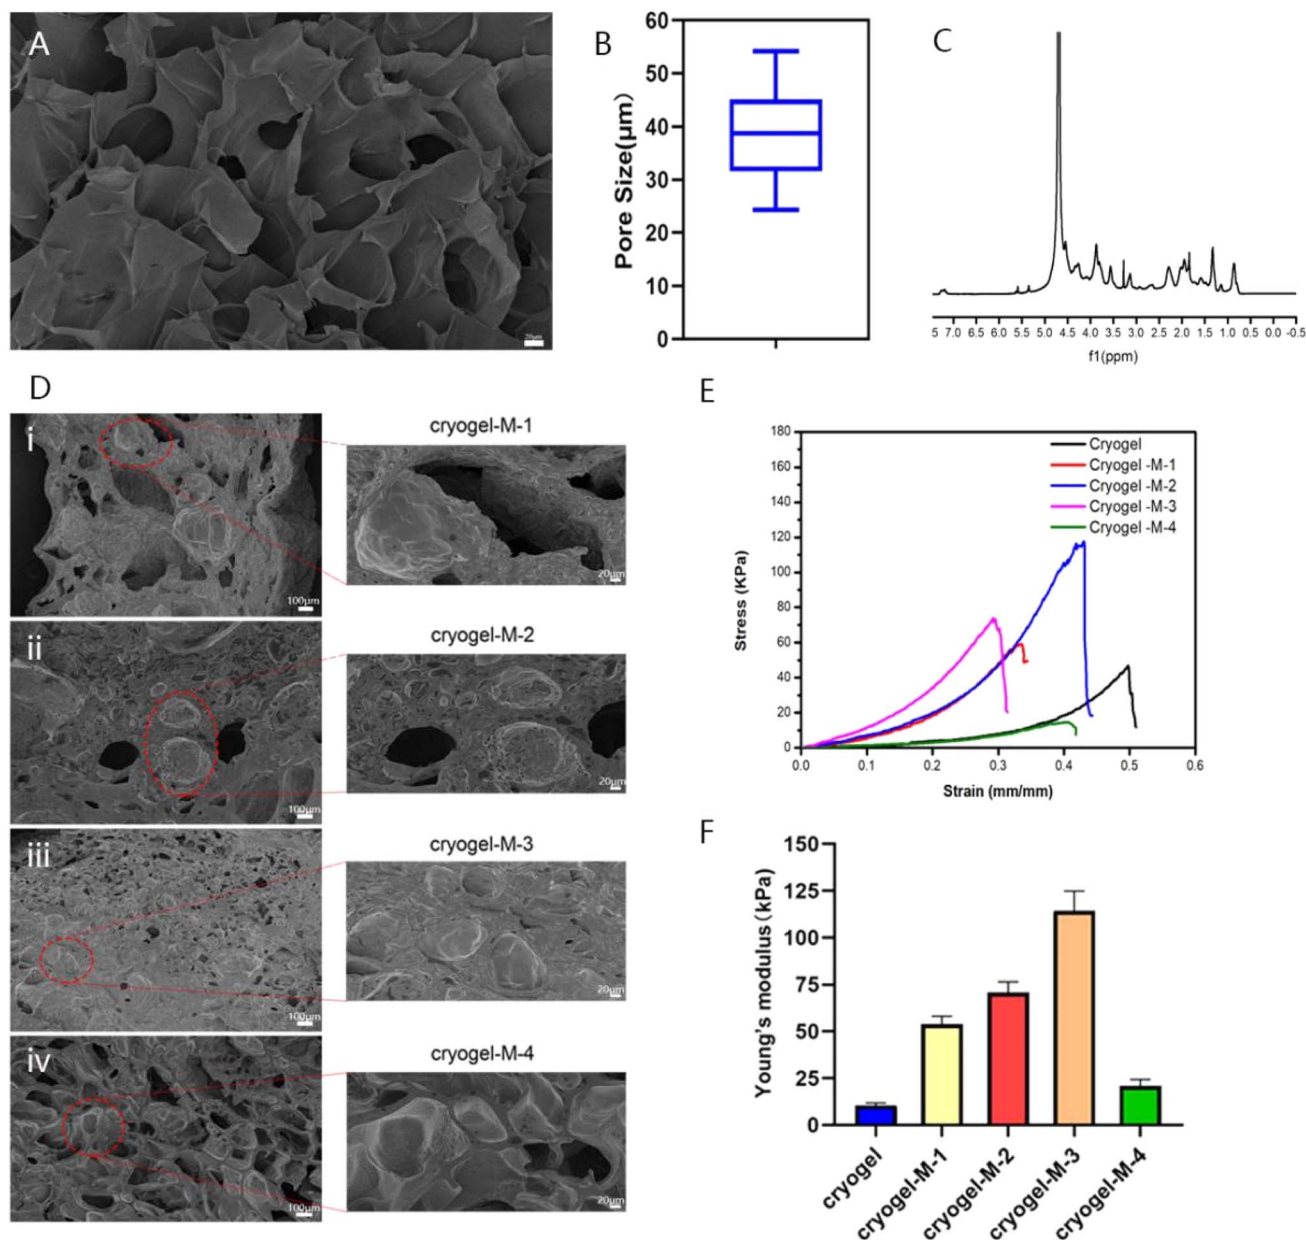 A
20μm
B
Pore Size(μm)
60
50
40
30
20
10
0
C
5 7.0 6.5 6.0 5.5 5.0 4.5 4.0 3.5 3.0 2.5 2.0 1.5 1.0 0.5 0.0 -0.5
f1(ppm)
D
i
100μm
cryogel-M-1
20μm
ii
100μm
cryogel-M-2
20μm
iii
100μm
cryogel-M-3
20μm
iv
100μm
cryogel-M-4
20μm
E
Stress (KPa)
180
160
140
120
100
80
60
40
20
0
Cryogel
Cryogel -M-1
Cryogel -M-2
Cryogel -M-3
Cryogel -M-4
0.0 0.1 0.2 0.3 0.4 0.5 0.6
Strain (mm/mm)
F
Young's modulus (kPa)
150
125
100
75
50
25
0
cryogel
cryogel-M-1
cryogel-M-2
cryogel-M-3
cryogel-M-4